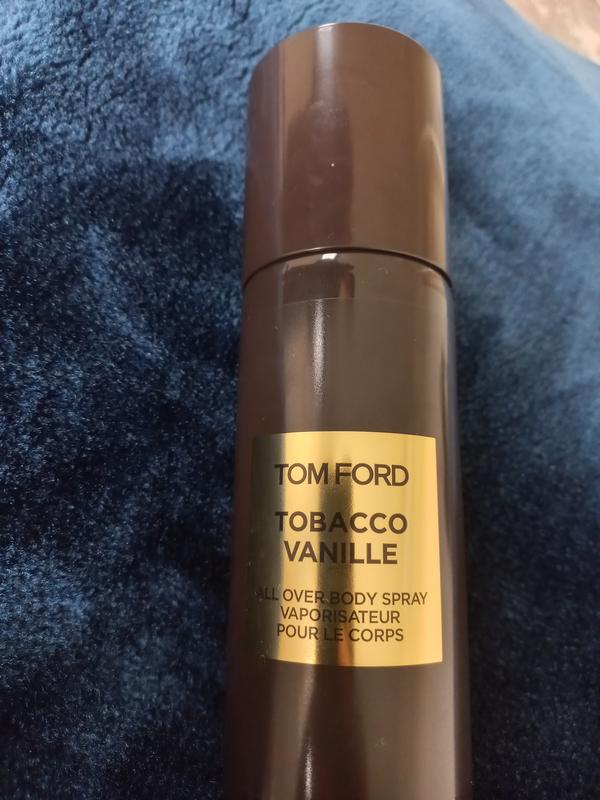 TOM FORD
TOBACCO
VANILLE
ALL OVER BODY SPRAY
VAPORISATEUR
POUR LE CORPS